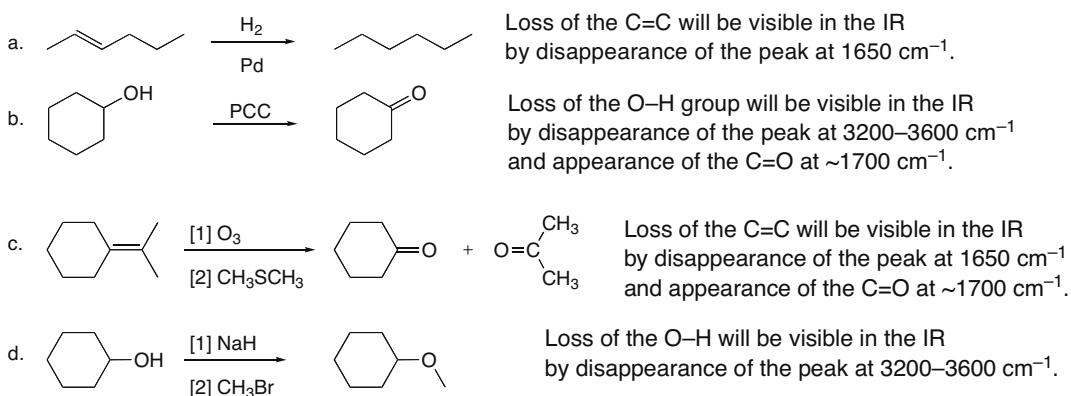 a.
H₂
Pd
Loss of the C=C will be visible in the IR
by disappearance of the peak at 1650 cm⁻¹.
b.
OH
PCC
O
Loss of the O–H group will be visible in the IR
by disappearance of the peak at 3200–3600 cm⁻¹
and appearance of the C=O at ~1700 cm⁻¹.
c.
[1] O₃
[2] CH₃SCH₃
O
+
O=C
CH₃
CH₃
Loss of the C=C will be visible in the IR
by disappearance of the peak at 1650 cm⁻¹
and appearance of the C=O at ~1700 cm⁻¹.
d.
OH
[1] NaH
[2] CH₃Br
O
Loss of the O–H will be visible in the IR
by disappearance of the peak at 3200–3600 cm⁻¹.